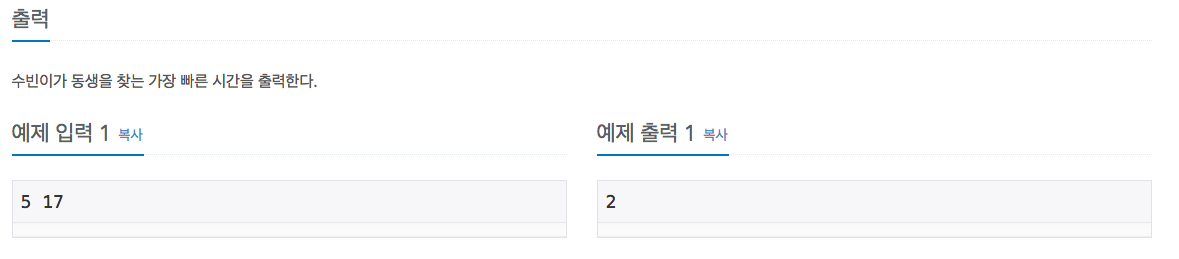 출력
수빈이가 동생을 찾는 가장 빠른 시간을 출력한다.
예제 입력 1 복사
5 17
예제 출력 1 복사
2